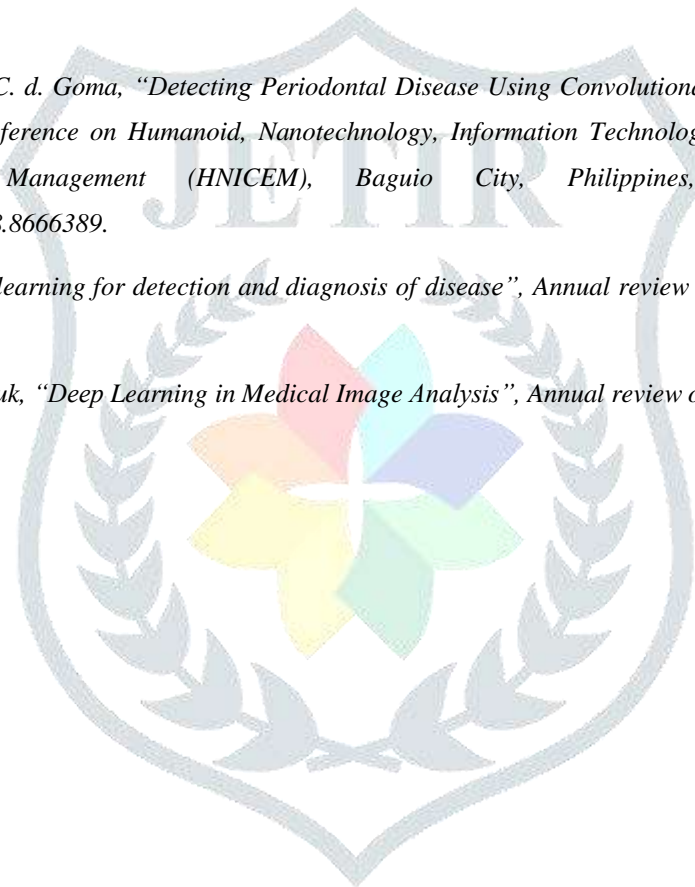 C. d. Goma, “Detecting Periodontal Disease Using Convolutiona
ference on Humanoid, Nanotechnology, Information Technolog
Management (HNICEM), Baguio City, Philippines,
.8666389.
learning for detection and diagnosis of disease”, Annual review
uk, “Deep Learning in Medical Image Analysis”, Annual review o
JETIR